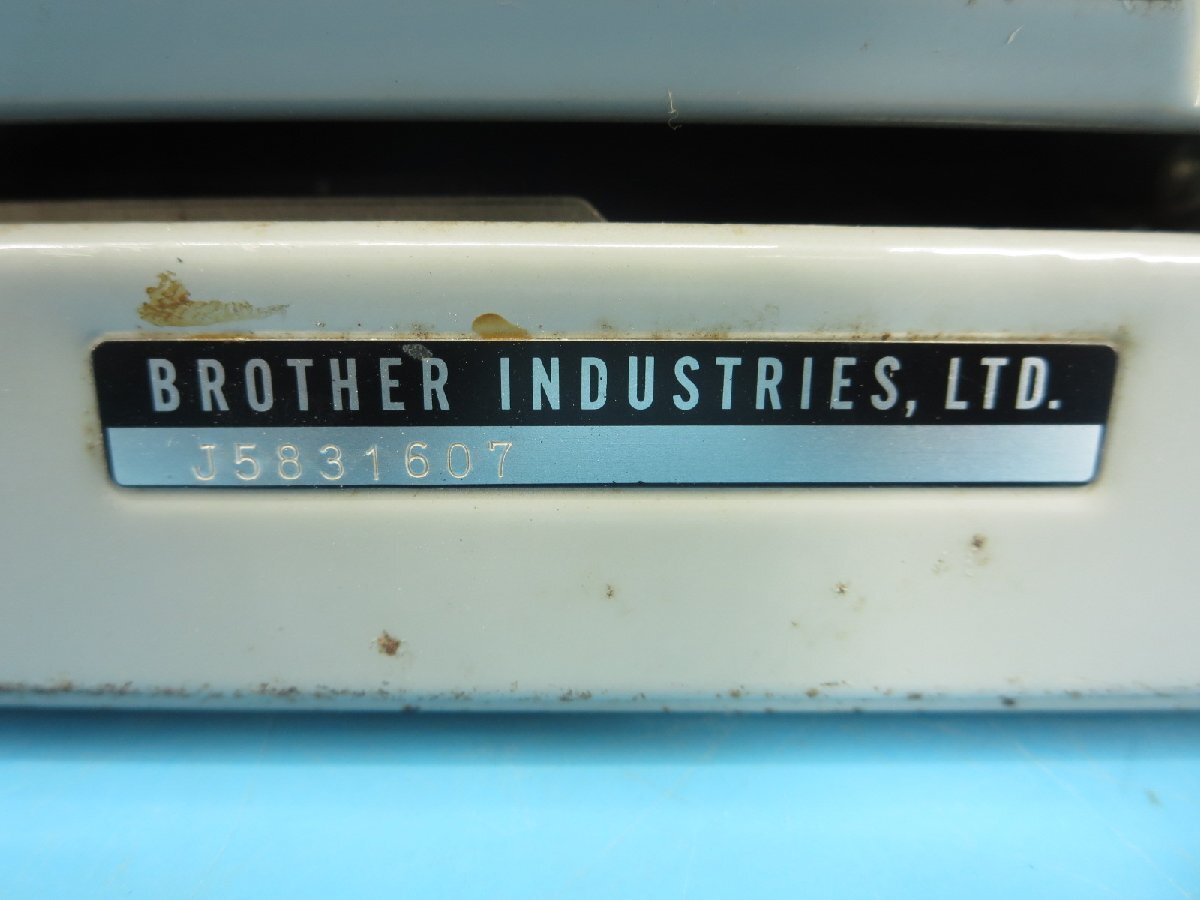 BROTHER INDUSTRIES, LTD.
J5831607